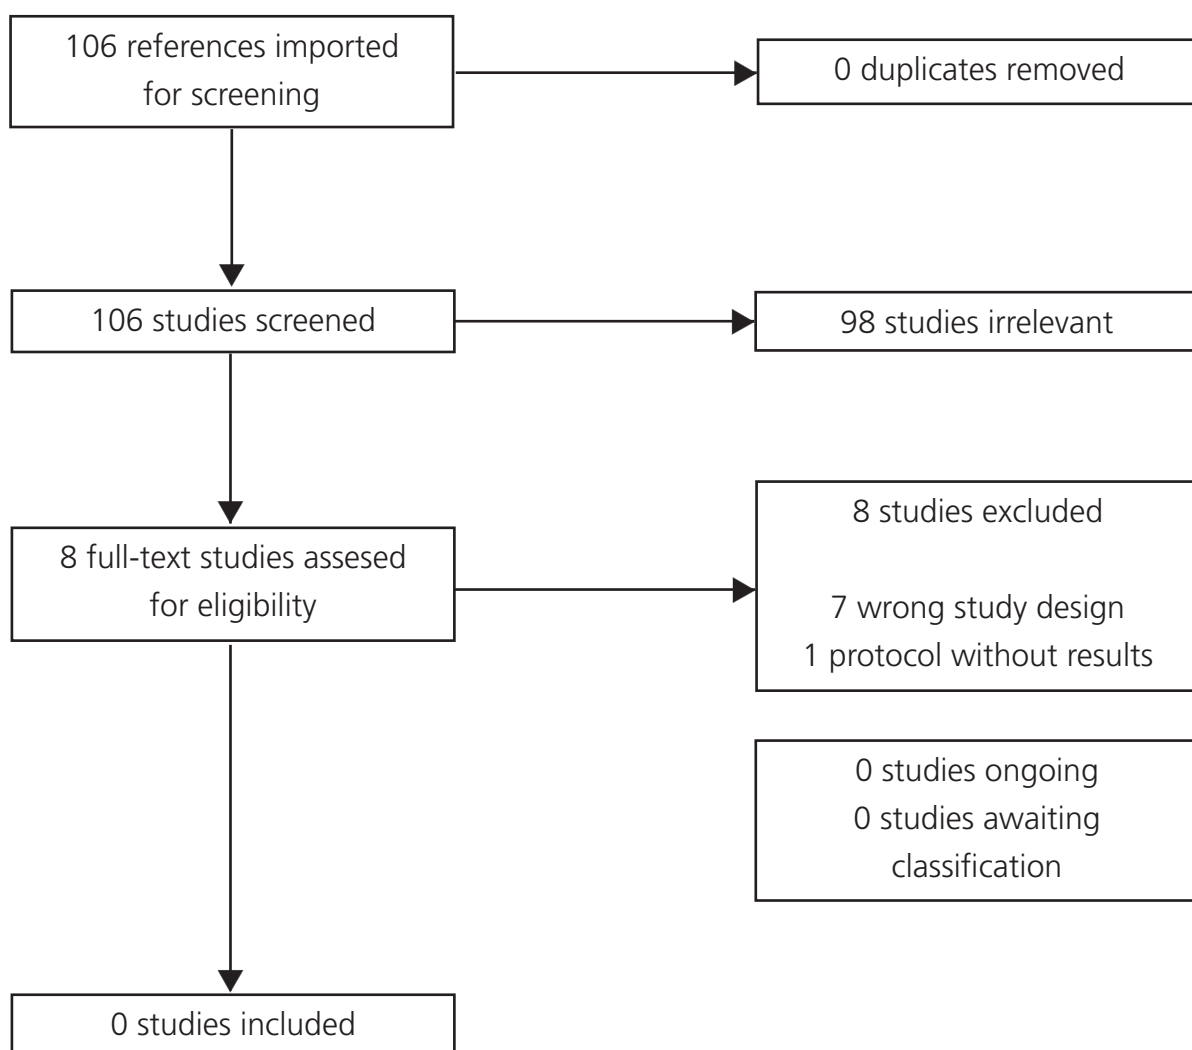 106 references imported
for screening
0 duplicates removed
106 studies screened
98 studies irrelevant
8 full-text studies assesed
for eligibility
8 studies excluded
7 wrong study design
1 protocol without results
0 studies ongoing
0 studies awaiting
classification
0 studies included